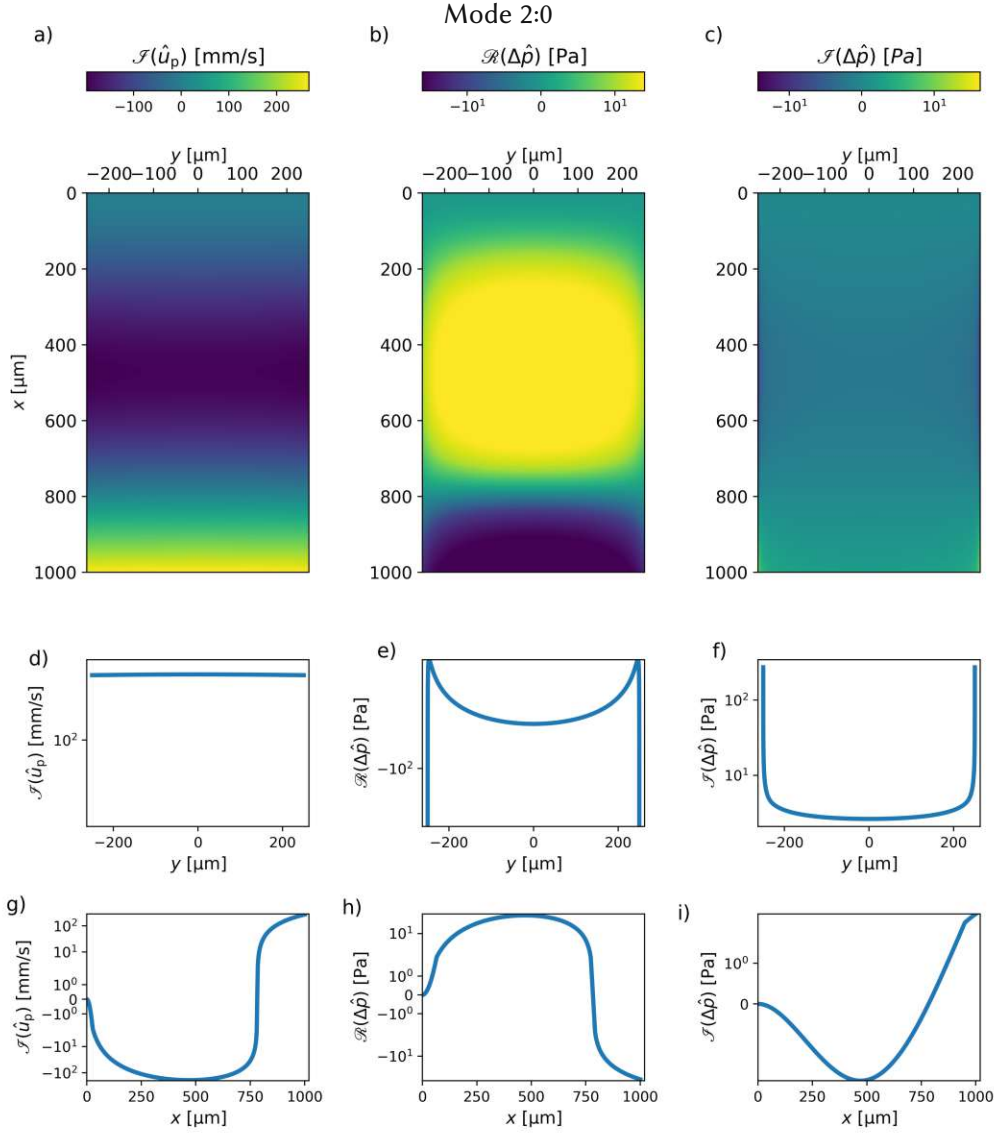 Mode 2:0
a) ℐ(û_p) [mm/s] b) ℛ(Δp̂) [Pa] c) ℐ(Δp̂) [Pa]
−100 0 100 200 −10¹ 0 10¹ −10¹ 0 10¹
y [µm] y [µm] y [µm]
−200 −100 0 100 200 −200 −100 0 100 200 −200 −100 0 100 200
0 0 0
200 200 200
400 400 400
x [µm]
600 600 600
800 800 800
1000 1000 1000
d) e) f)
ℐ(û_p) [mm/s] ℛ(Δp̂) [Pa] ℐ(Δp̂) [Pa]
10² −10² 10²
10¹
−200 0 200 −200 0 200 −200 0 200
y [µm] y [µm] y [µm]
g) h) i)
ℐ(û_p) [mm/s] ℛ(Δp̂) [Pa] ℐ(Δp̂) [Pa]
10² 10¹ 10⁰
10¹ 10⁰ 0
10⁰ 0
0 −10⁰
−10⁰ −10¹
−10¹
−10²
0 250 500 750 1000 0 250 500 750 1000 0 250 500 750 1000
x [µm] x [µm] x [µm]